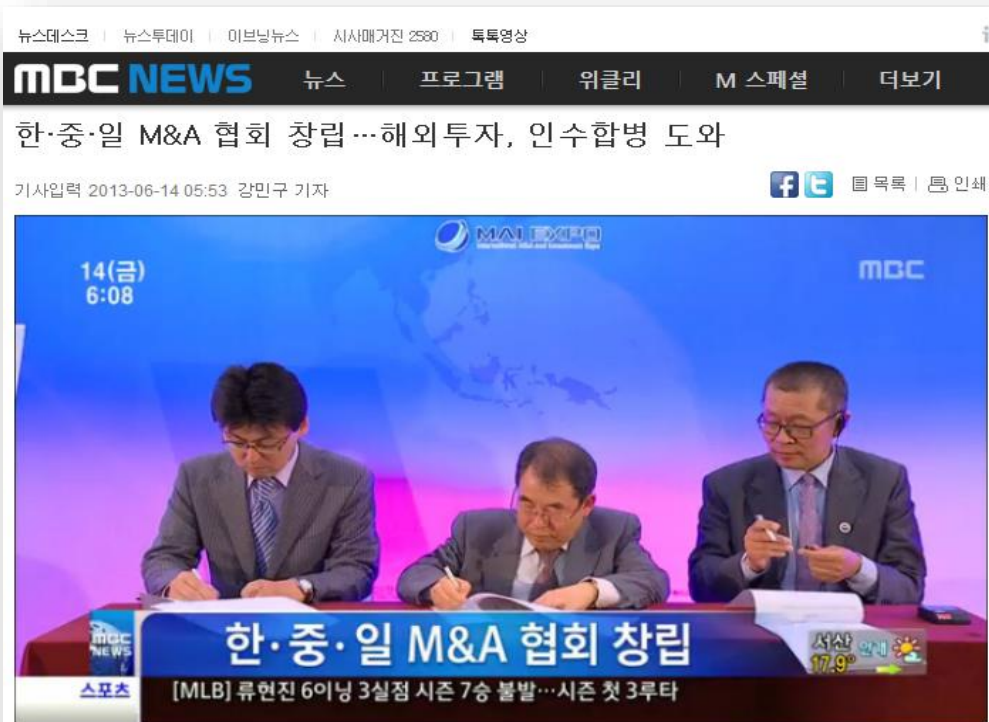 뉴스데스크 | 뉴스투데이 | 이브닝뉴스 | 시사매거진 2580 | 톡톡영상
MBC NEWS 뉴스 프로그램 위클리 M 스페셜 더보기
한·중·일 M&A 협회 창립…해외투자, 인수합병 도와
기사입력 2013-06-14 05:53 강민구 기자
목록 | 인쇄
MAI EXPO
International M&A and Investment Expo
14(금)
6:08
MBC
MBC NEWS
한·중·일 M&A 협회 창립
서산 안내
17.9°
스포츠 [MLB] 류현진 6이닝 3실점 시즌 7승 불발…시즌 첫 3루타